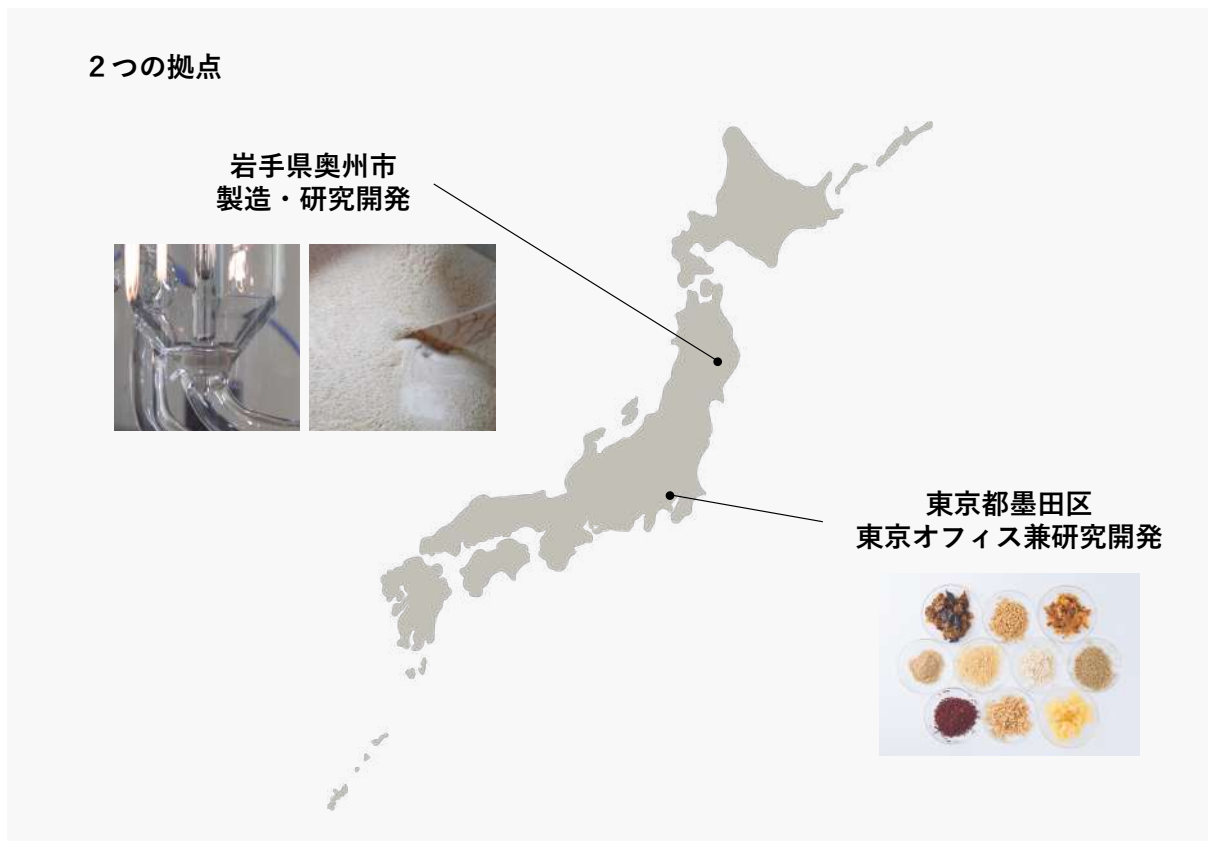 ２つの拠点
岩手県奥州市
製造・研究開発
東京都墨田区
東京オフィス兼研究開発